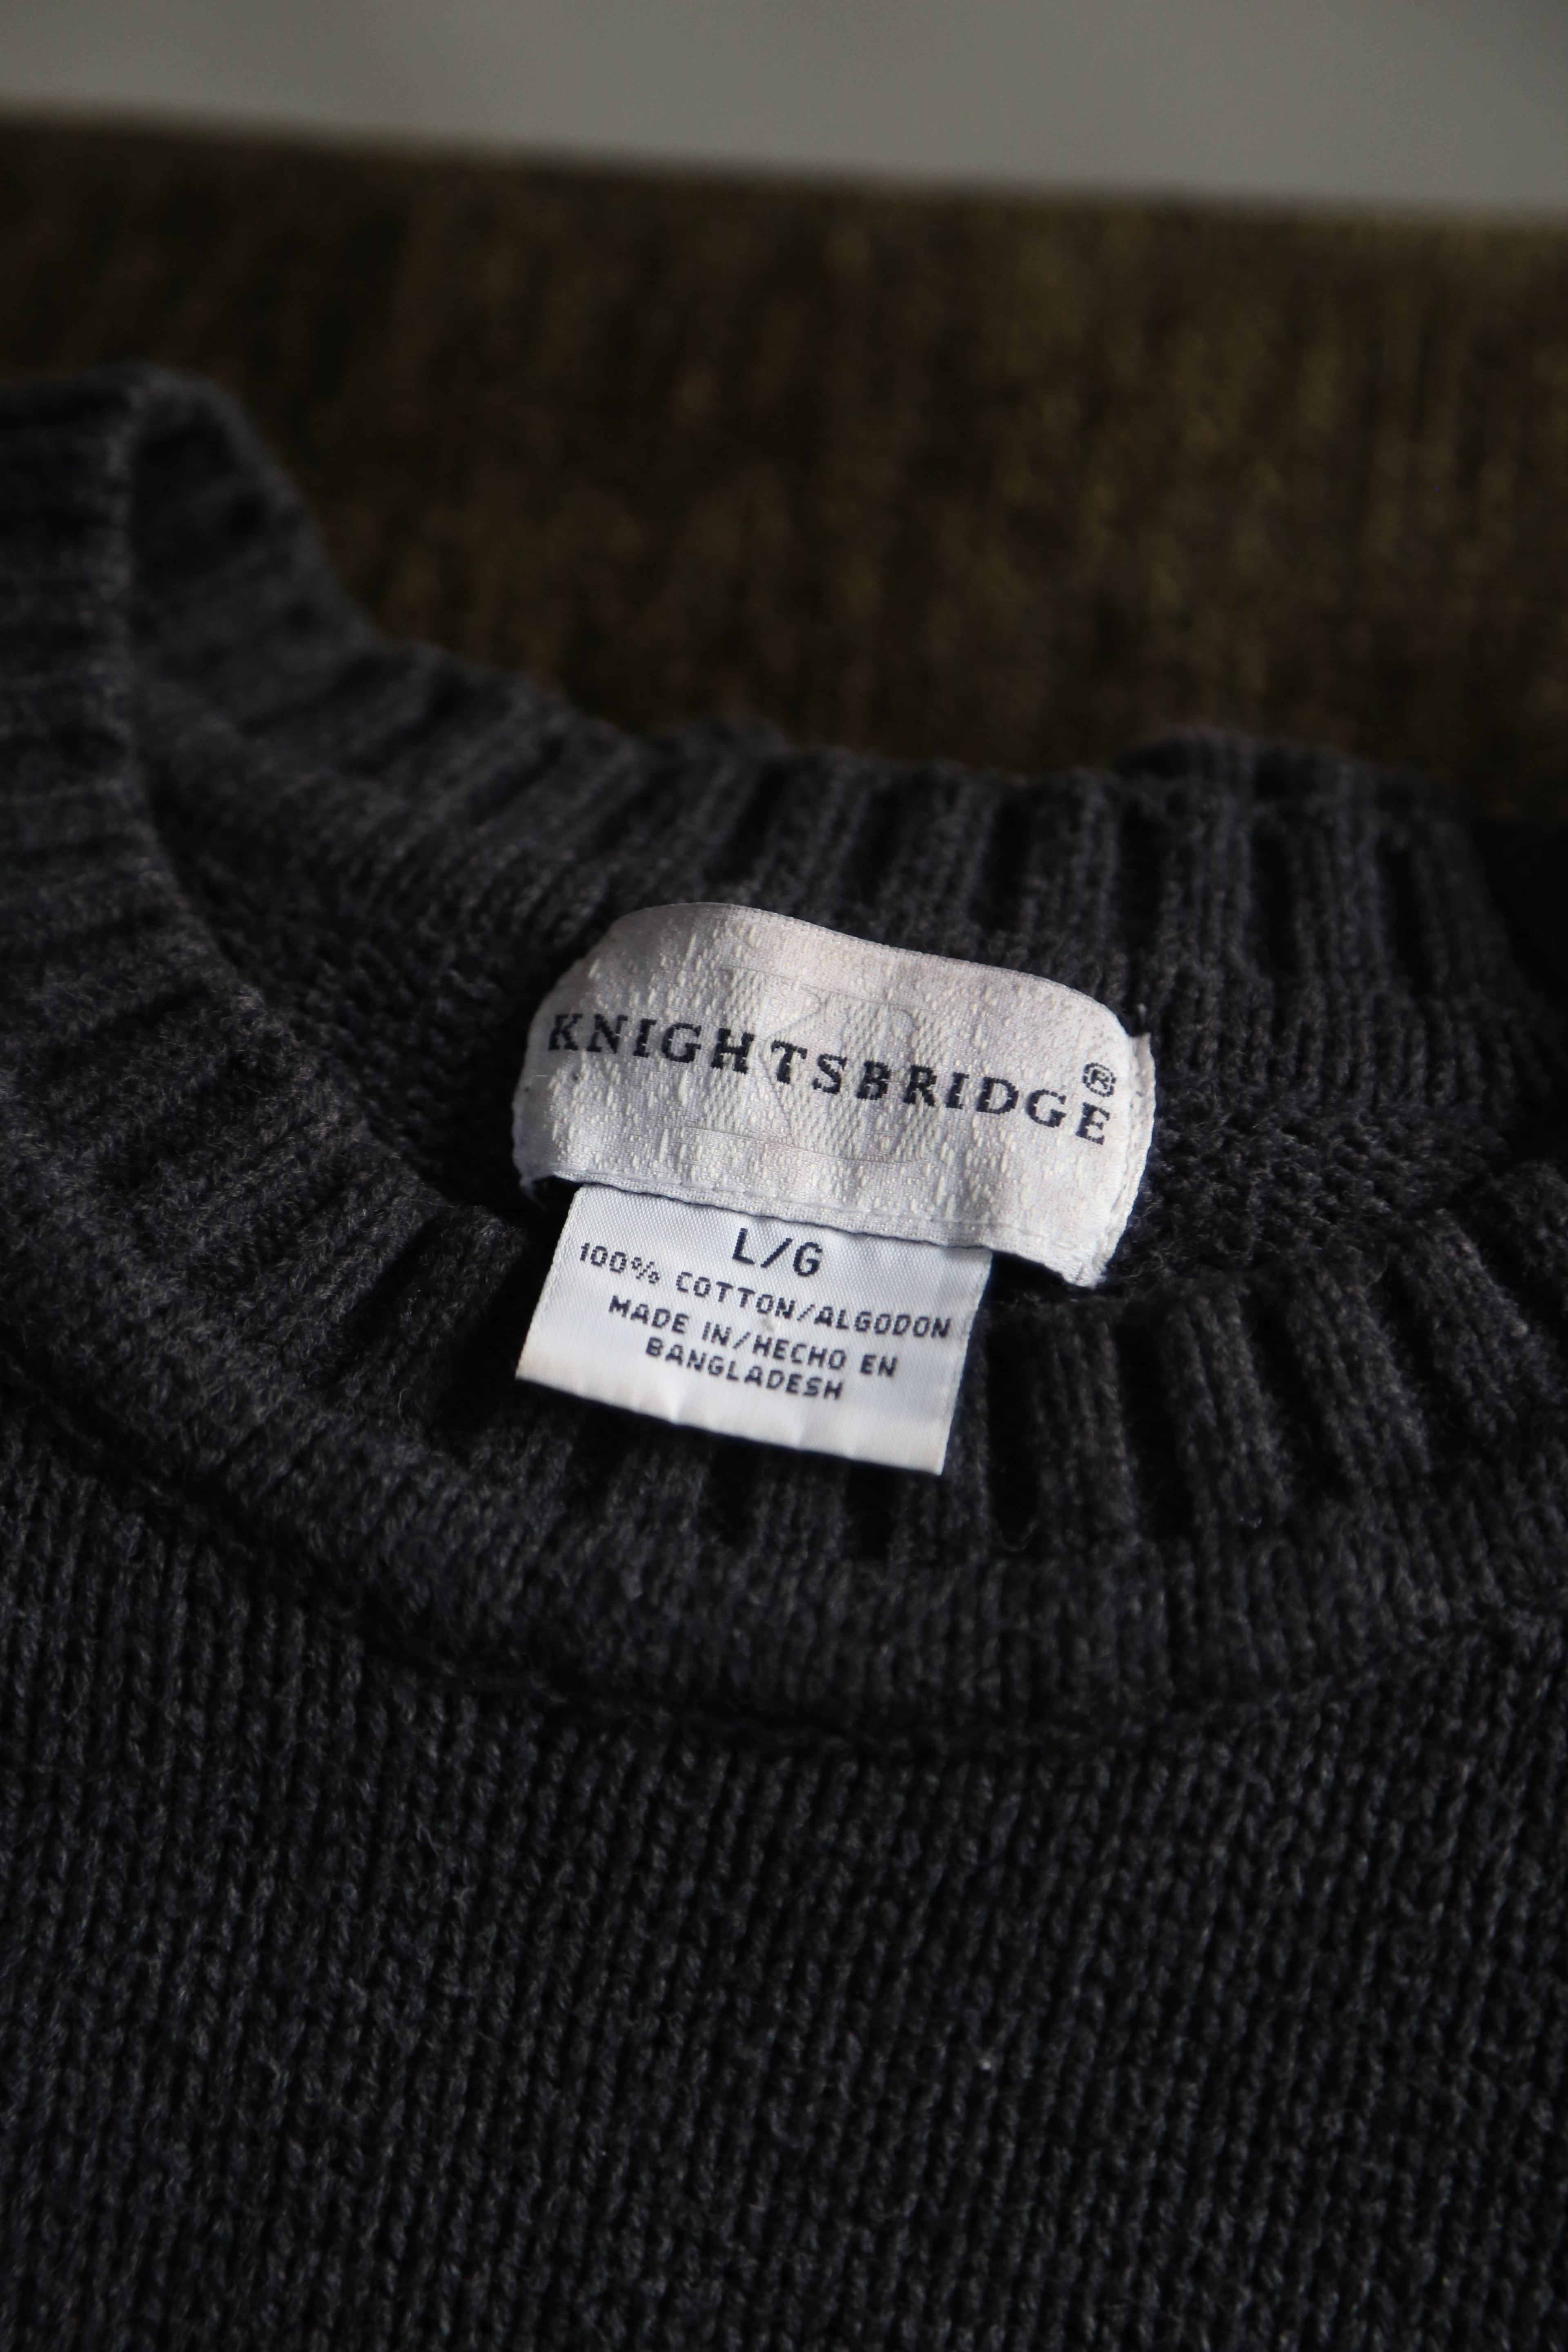 KNIGHTSBRIDGE®
L/G
100% COTTON/ALGODON
MADE IN/HECHO EN
BANGLADESH